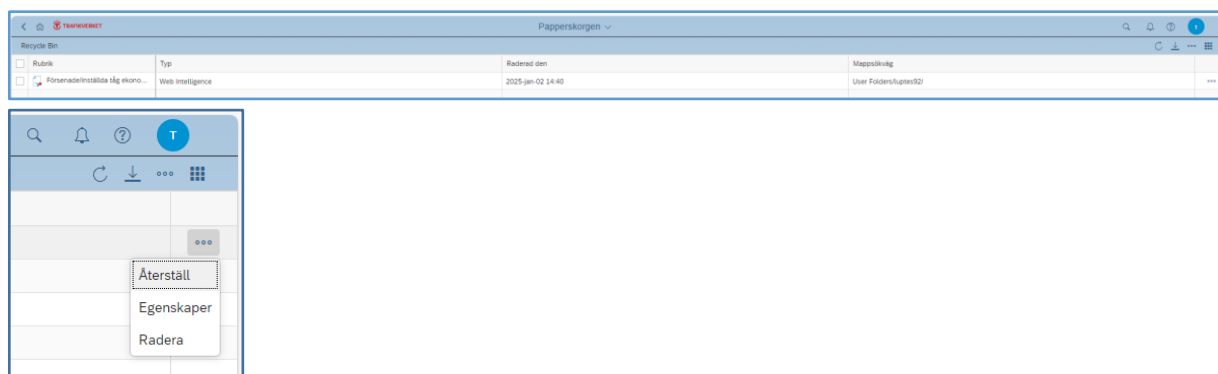 TRAFIKVERKET
Papperskorgen
T
Recycle Bin
Rubrik Typ Raderad den Mappsökväg
Försenade/inställda tåg ekono... Web Intelligence 2025-jan-02 14:40 User Folders/luptes92/
T
Återställ
Egenskaper
Radera